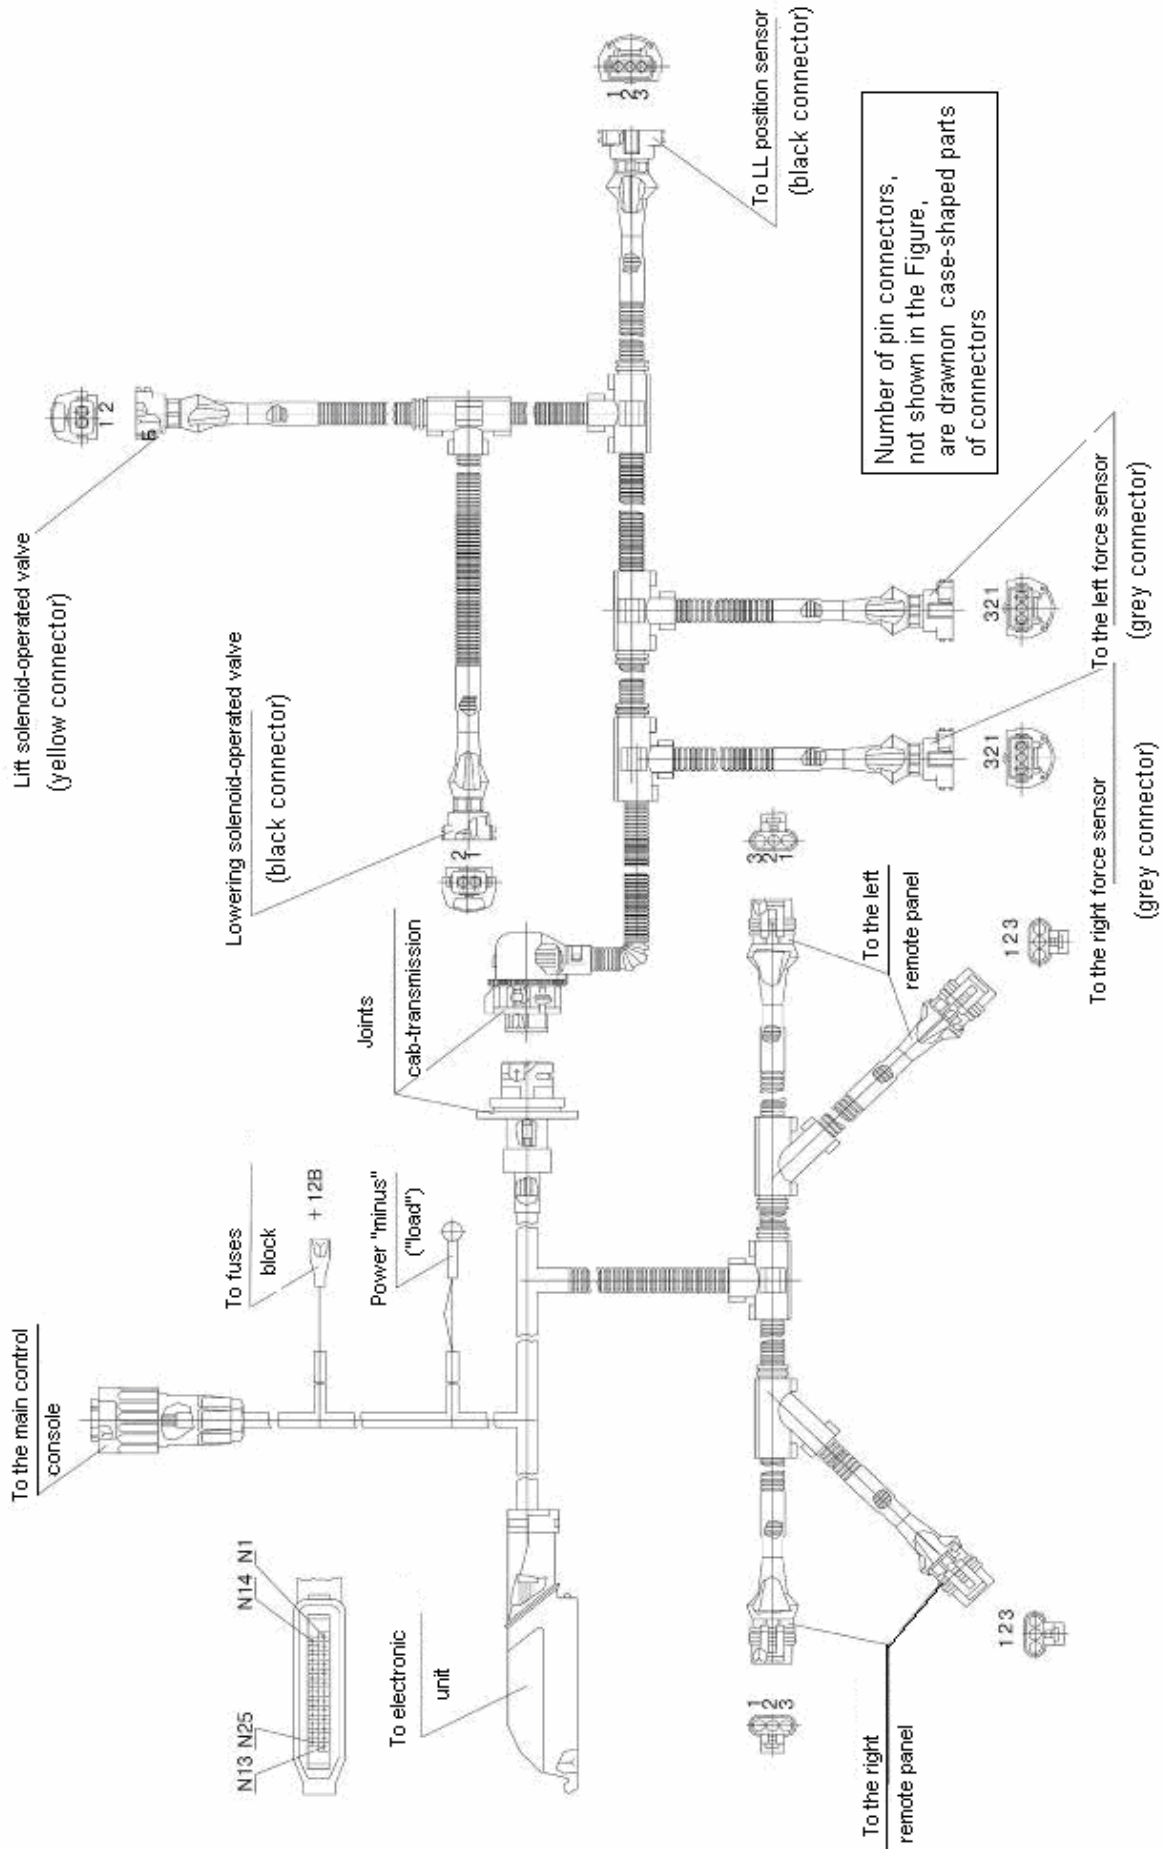 Lift solenoid-operated valve
(yellow connector)
1 2
Lowering solenoid-operated valve
(black connector)
2
1
1
2
3
To LL position sensor
(black connector)
Number of pin connectors,
not shown in the Figure,
are drawnon case-shaped parts
of connectors
To the left force sensor
(grey connector)
321
To the right force sensor
(grey connector)
321
Joints
cab-transmission
To the main control
console
To fuses
block
+ 12B
Power "minus"
("load")
N13 N25
N14 N1
To electronic
unit
3
2
1
To the left
remote panel
1 2 3
1
2
3
To the right
remote panel
1 2 3